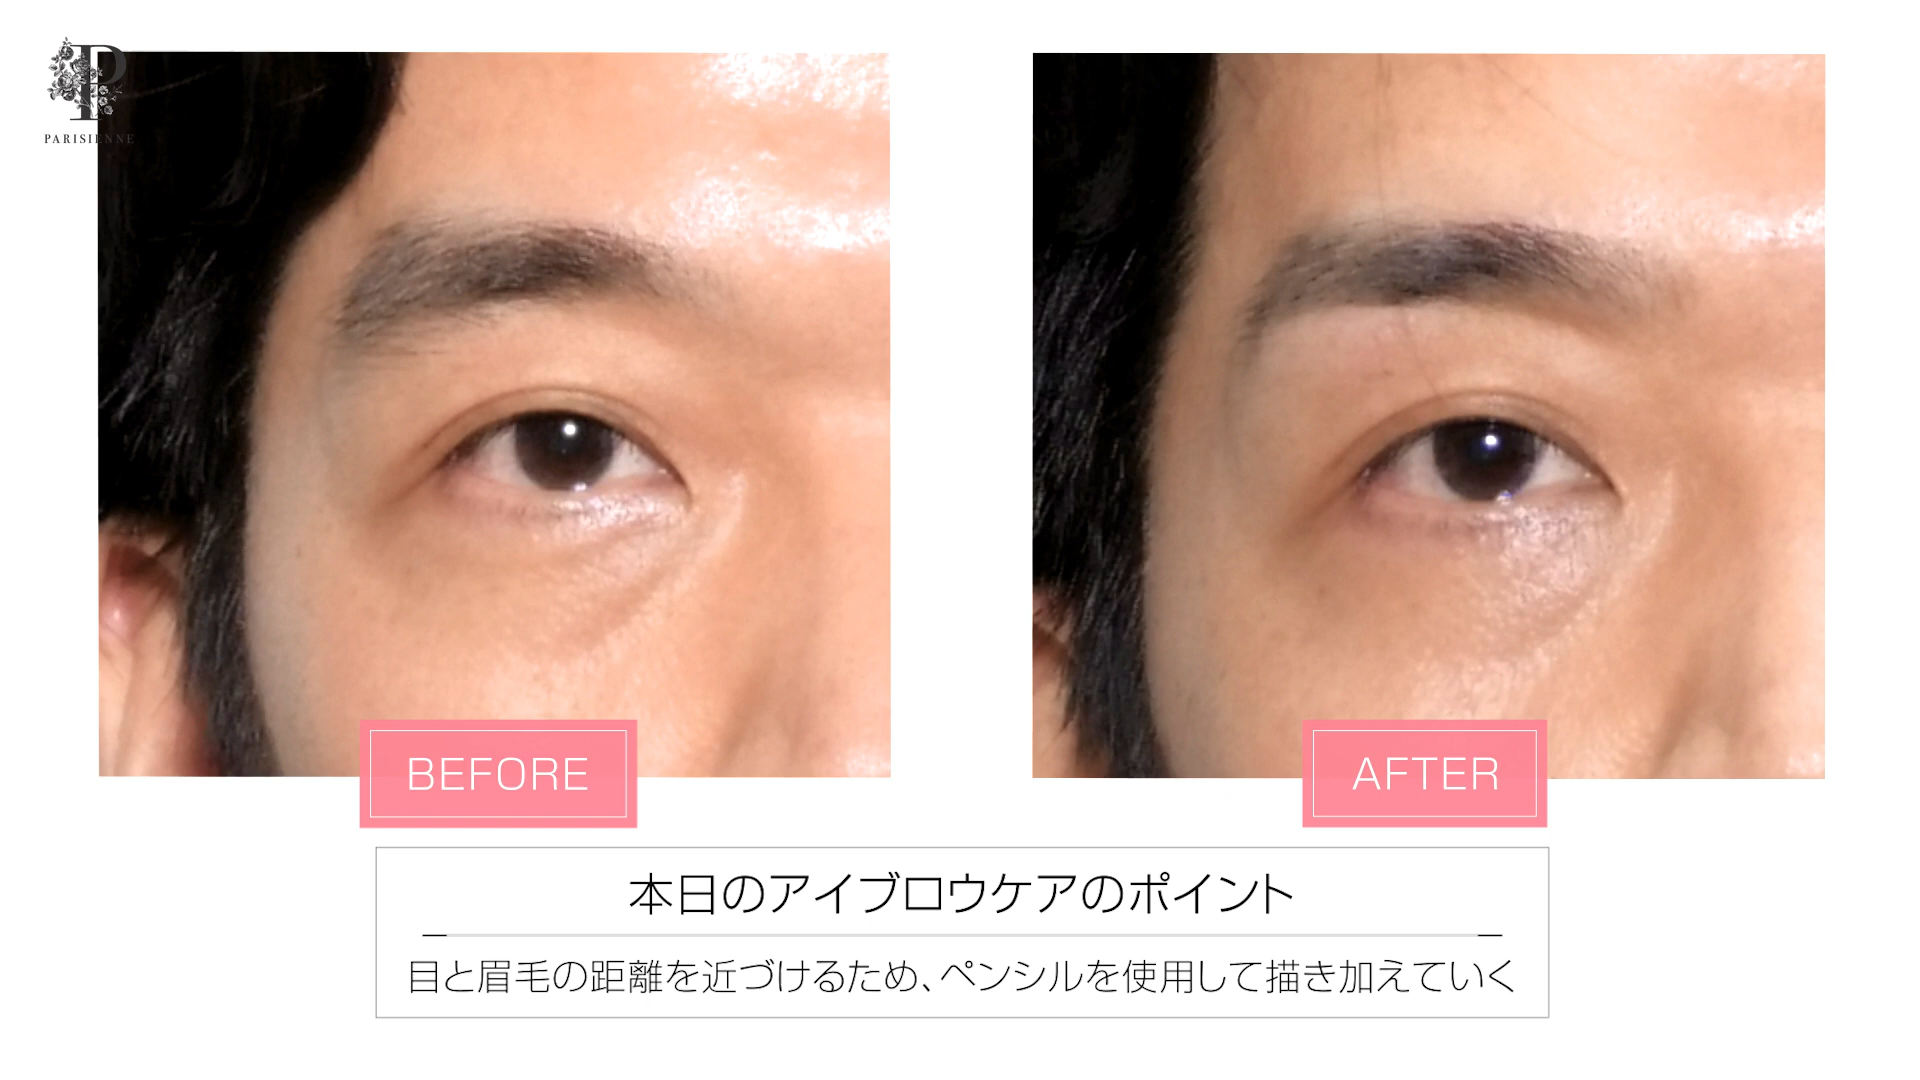 PARISIENNE
BEFORE
AFTER
本日のアイブロウケアのポイント
目と眉毛の距離を近づけるため、ペンシルを使用して描き加えていく